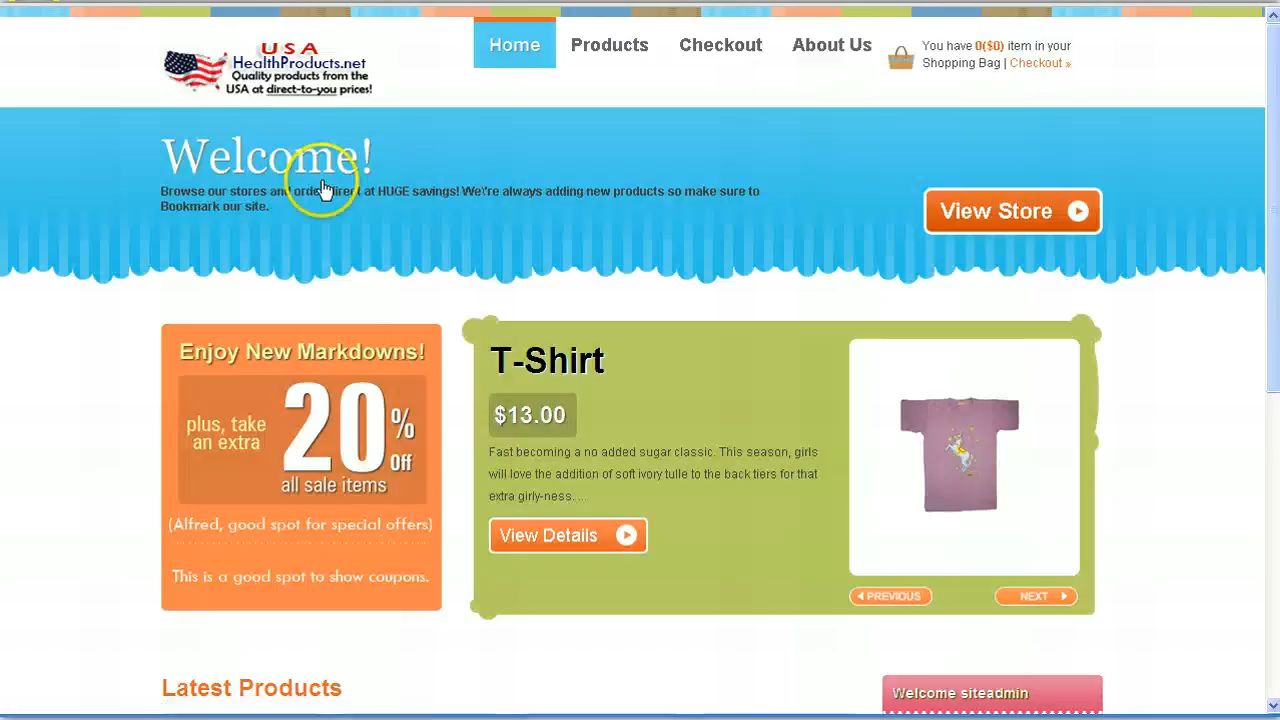 USA
HealthProducts.net
Quality products from the
USA at direct-to-you prices!
Home
Products
Checkout
About Us
You have 0($0) item in your
Shopping Bag | Checkout »
Welcome!
Browse our stores and order direct at HUGE savings! We\'re always adding new products so make sure to
Bookmark our site.
View Store
Enjoy New Markdowns!
plus, take
an extra
20% Off
all sale items
(Alfred, good spot for special offers)
This is a good spot to show coupons.
T-Shirt
$13.00
Fast becoming a no added sugar classic. This season, girls
will love the addition of soft ivory tulle to the back tiers for that
extra girly-ness. ...
View Details
PREVIOUS
NEXT
Latest Products
Welcome siteadmin